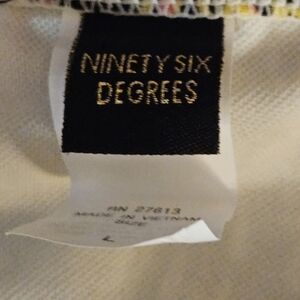 NINETY SIX
DEGREES
RN 27613
MADE IN VIETNAM
SIZE
L